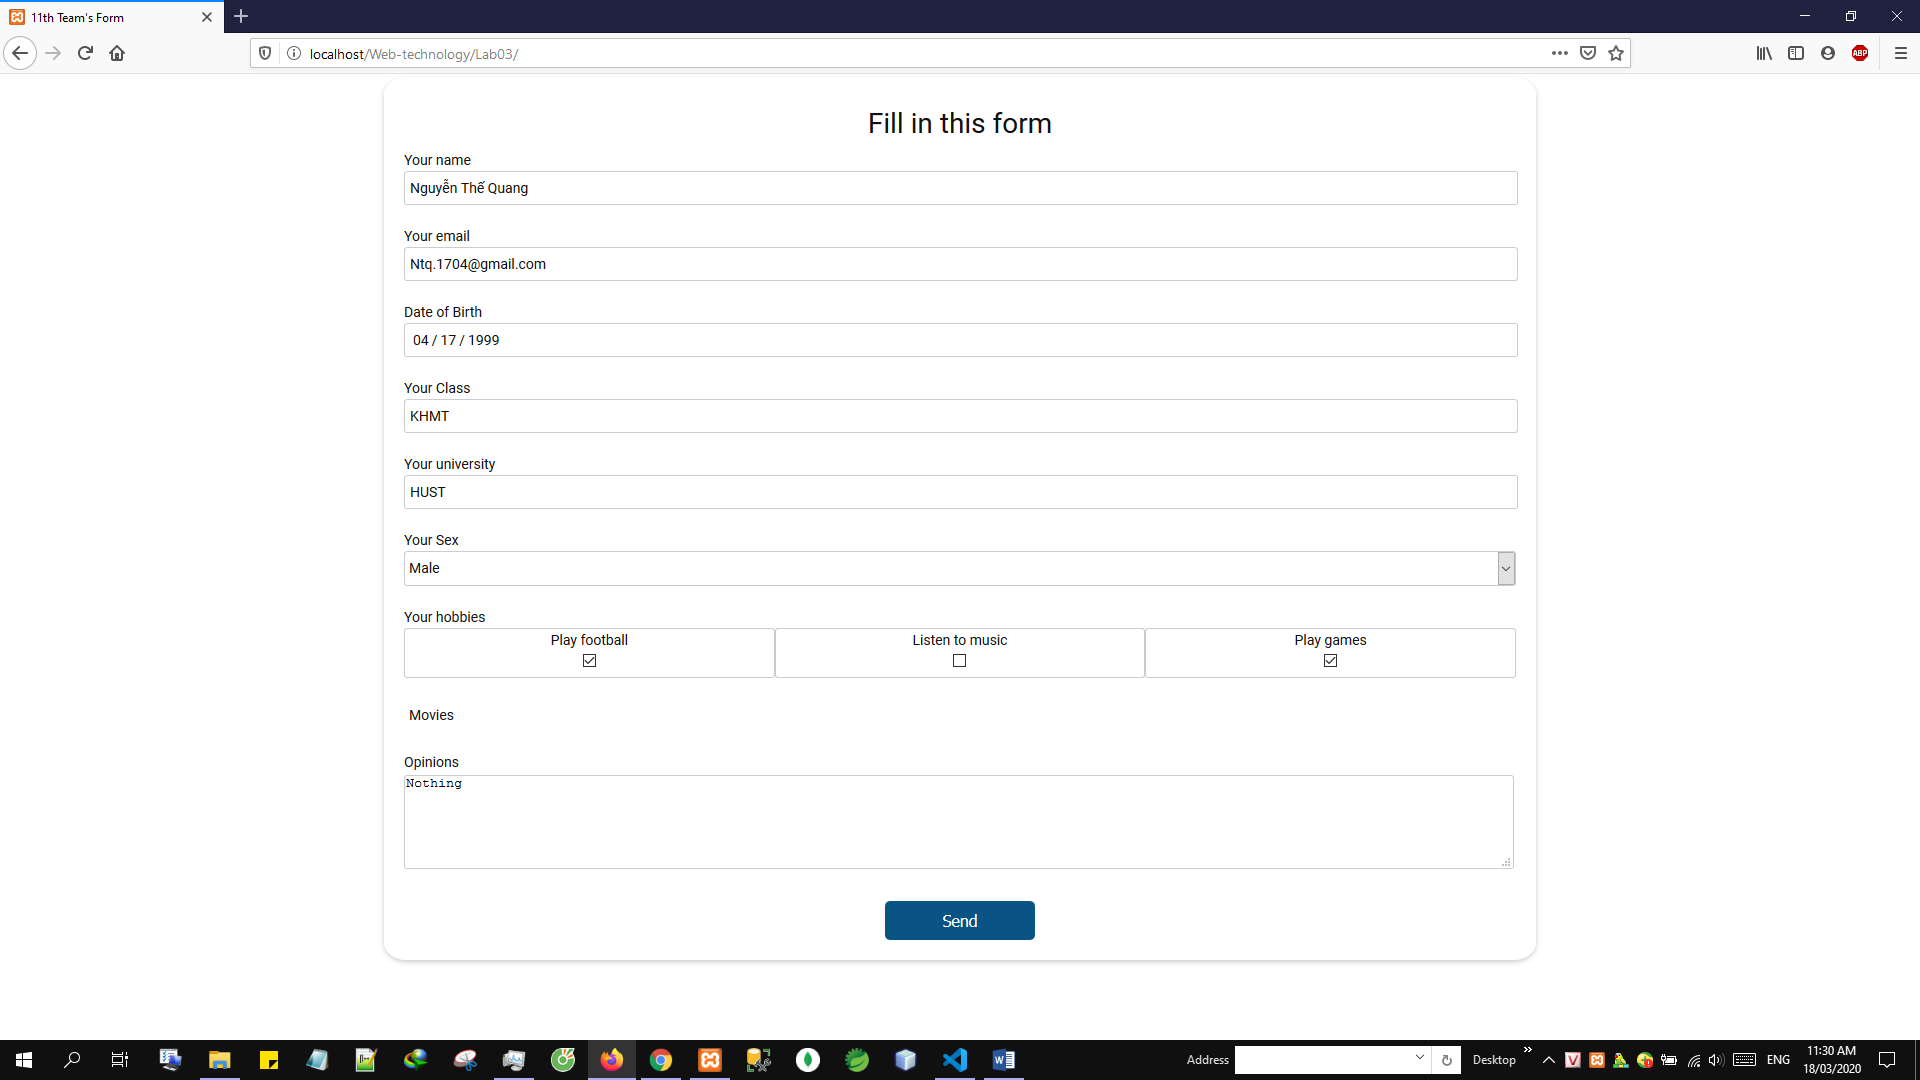 11th Team's Form
localhost/Web-technology/Lab03/
ABP
Fill in this form
Your name
Nguyễn Thế Quang
Your email
Ntq.1704@gmail.com
Date of Birth
04 / 17 / 1999
Your Class
KHMT
Your university
HUST
Your Sex
Male
Your hobbies
Play football
Listen to music
Play games
Movies
Opinions
Nothing
Send
Address
Desktop
ENG
11:30 AM
18/03/2020